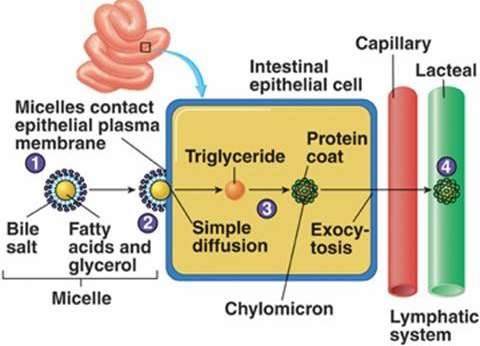 Capillary
Lacteal
Intestinal
epithelial cell
Micelles contact
epithelial plasma
membrane
1
Triglyceride
Protein
coat
4
2
3
Bile
salt
Fatty
acids and
glycerol
Simple
diffusion
Exocy-
tosis
Micelle
Chylomicron
Lymphatic
system